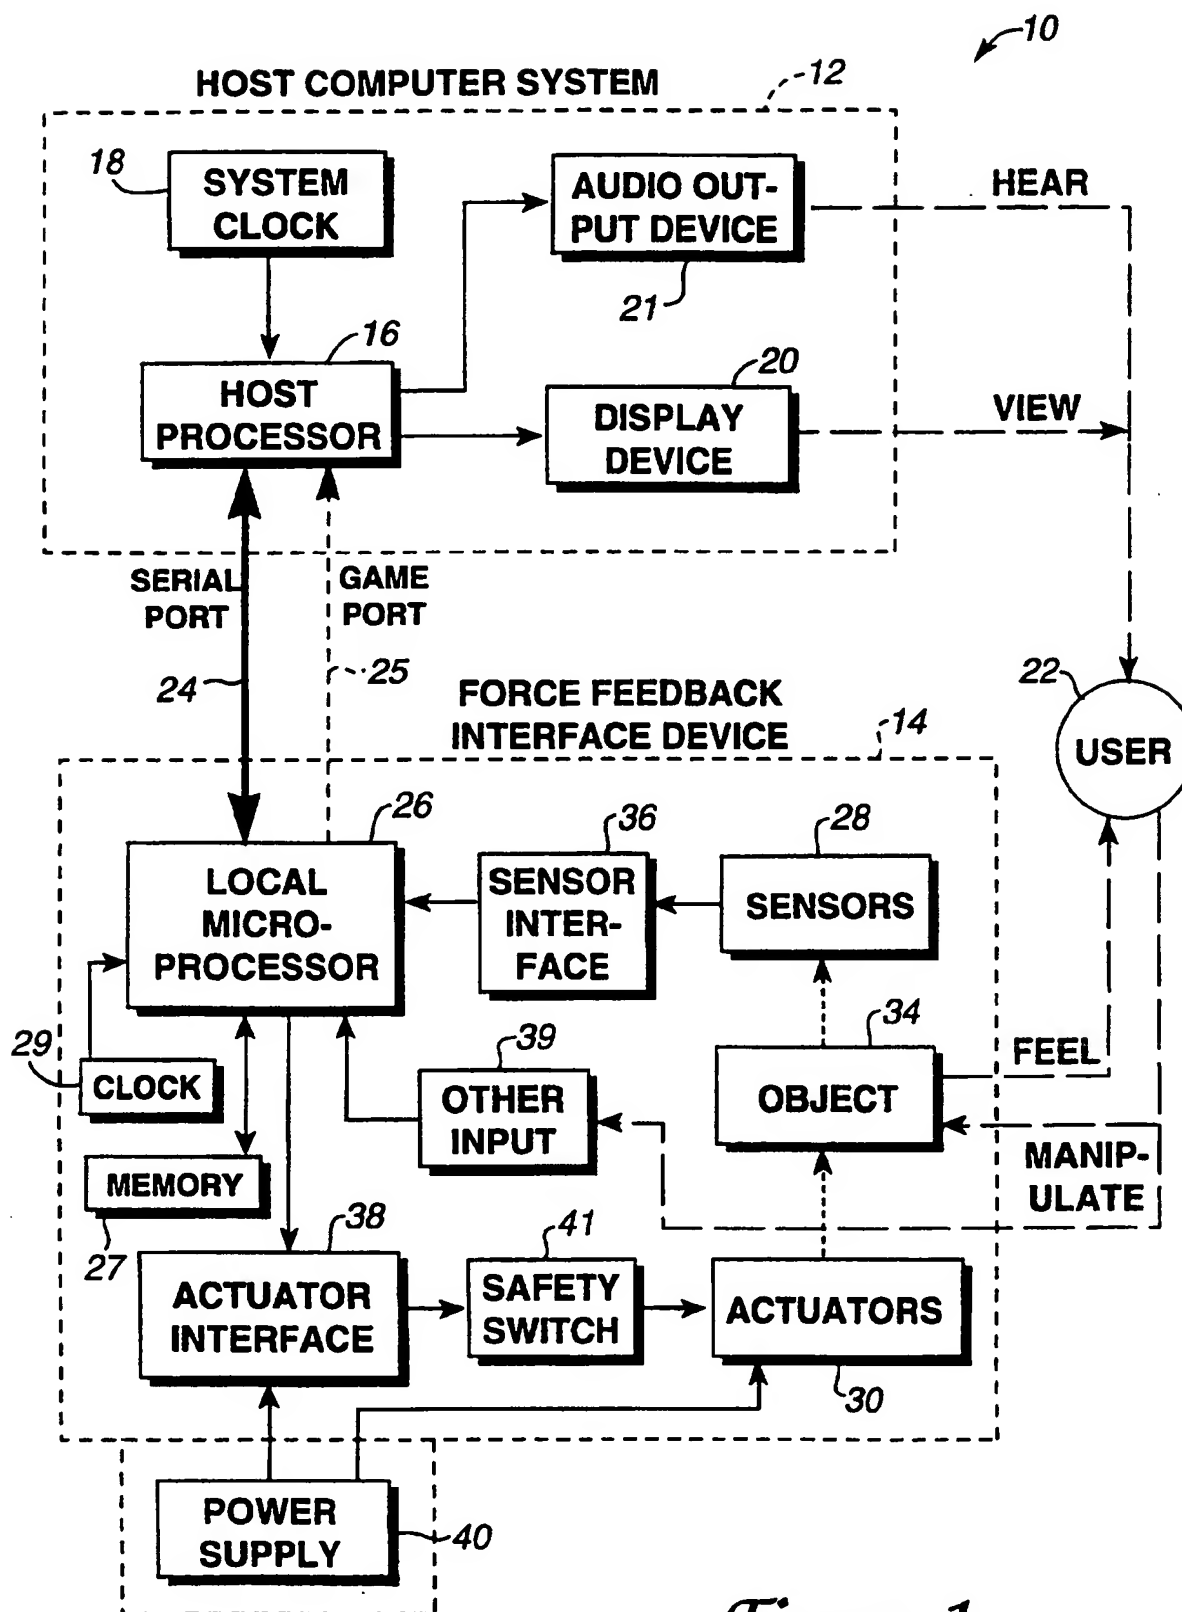 10
HOST COMPUTER SYSTEM
12
18
SYSTEM
CLOCK
AUDIO OUT-
PUT DEVICE
21
HEAR
16
HOST
PROCESSOR
20
DISPLAY
DEVICE
VIEW
SERIAL
PORT
GAME
PORT
24
25
22
USER
FORCE FEEDBACK
INTERFACE DEVICE
14
26
LOCAL
MICRO-
PROCESSOR
36
SENSOR
INTER-
FACE
28
SENSORS
29
CLOCK
39
OTHER
INPUT
34
OBJECT
FEEL
MANIP-
ULATE
MEMORY
27
38
ACTUATOR
INTERFACE
41
SAFETY
SWITCH
ACTUATORS
30
POWER
SUPPLY
40